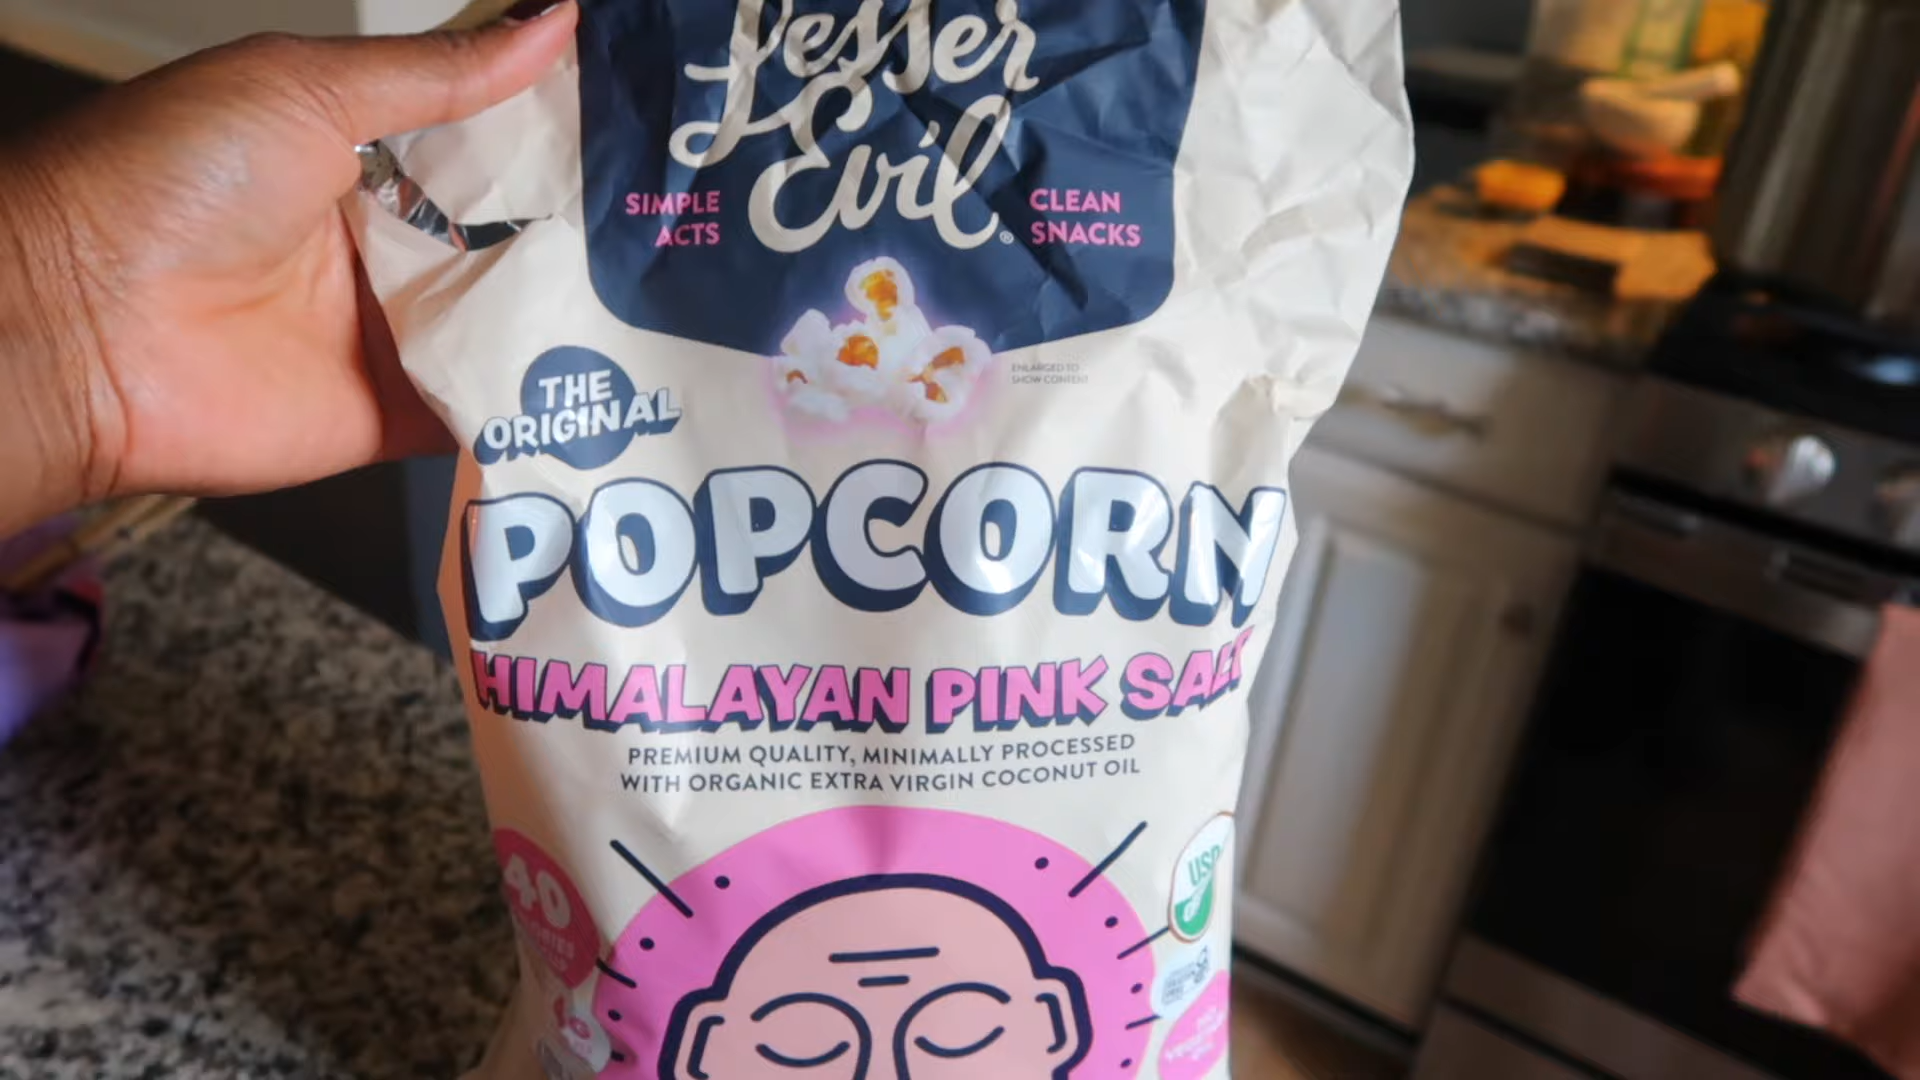 Lesser
Evil®
SIMPLE
ACTS
CLEAN
SNACKS
ENLARGED TO
SHOW CONTENT
THE
ORIGINAL
POPCORN
HIMALAYAN PINK SALT
PREMIUM QUALITY, MINIMALLY PROCESSED
WITH ORGANIC EXTRA VIRGIN COCONUT OIL
40